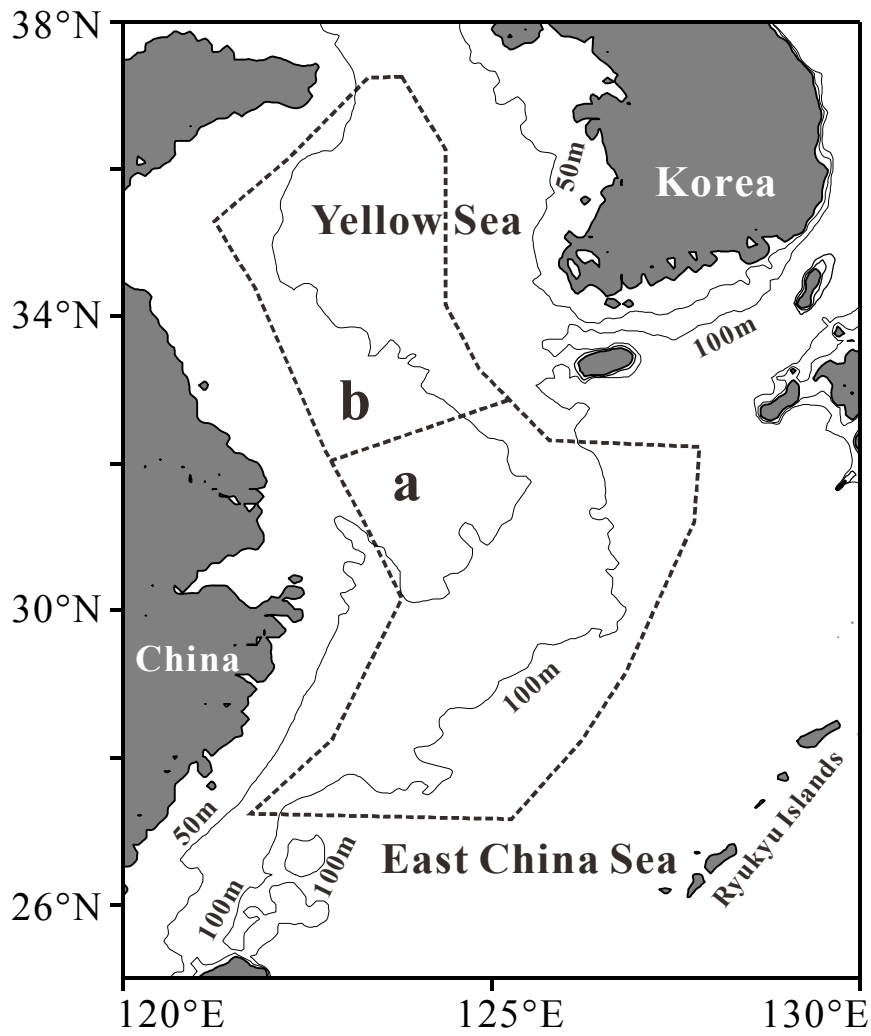 38°N
50m
Korea
Yellow Sea
34°N
100m
b
a
30°N
China
100m
50m
Ryukyu Islands
East China Sea
100m
100m
26°N
120°E
125°E
130°E